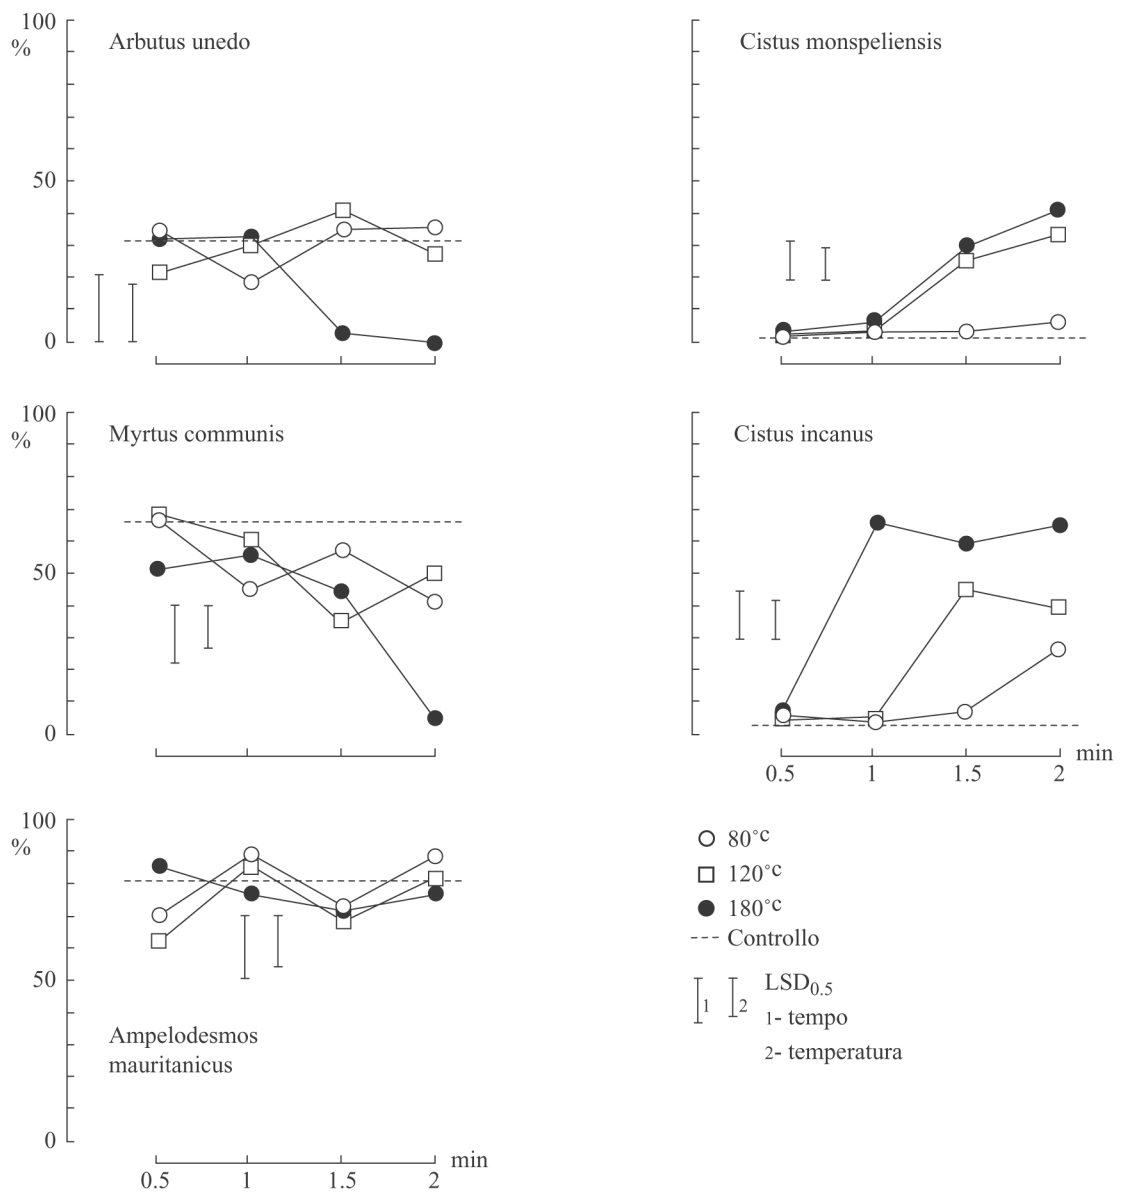 100
%
Arbutus unedo
50
0
Cistus monspeliensis
100
%
Myrtus communis
50
0
Cistus incanus
min
0.5 1 1.5 2
100
%
50
Ampelodesmos
mauritanicus
0
min
0.5 1 1.5 2
80°c
120°c
180°c
Controllo
1 2 LSD0.5
1- tempo
2- temperatura